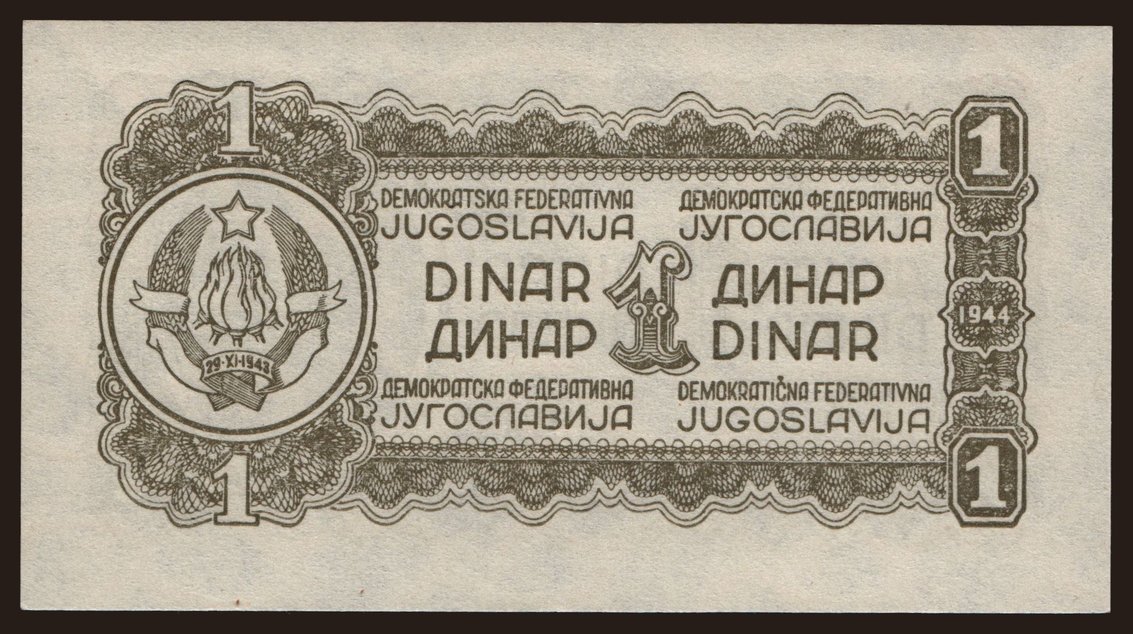 1
1
DEMOKRATSKA FEDERATIVNA
JUGOSLAVIJA
ДЕМОКРАТСКА ФЕДЕРАТИВНА
ЈУГОСЛАВИЈА
DINAR
ДИНАР
1
ДИНАР
DINAR
1944
29·XI·1943
ДЕМОКРАТСКА ФЕДЕРАТИВНА
ЈУГОСЛАВИЈА
DEMOKRATIČNA FEDERATIVNA
JUGOSLAVIJA
1
1